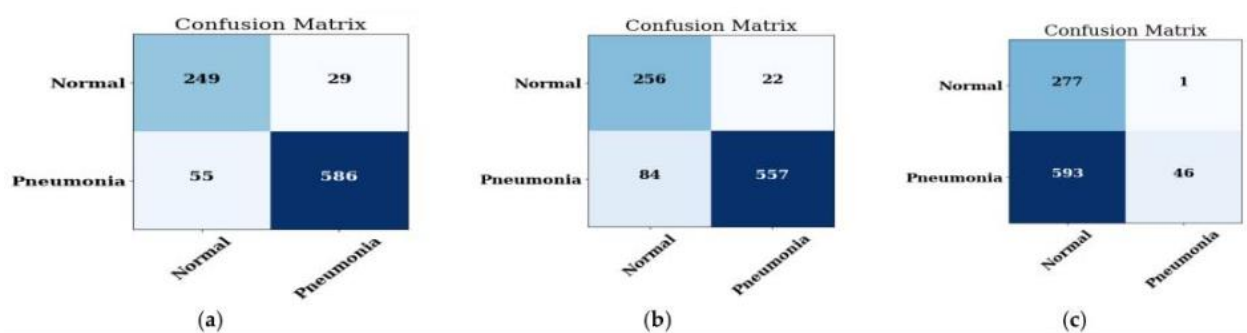 Confusion Matrix
Normal 249 29
Pneumonia 55 586
Normal Pneumonia
(a)
Confusion Matrix
Normal 256 22
Pneumonia 84 557
Normal Pneumonia
(b)
Confusion Matrix
Normal 277 1
Pneumonia 593 46
Normal Pneumonia
(c)